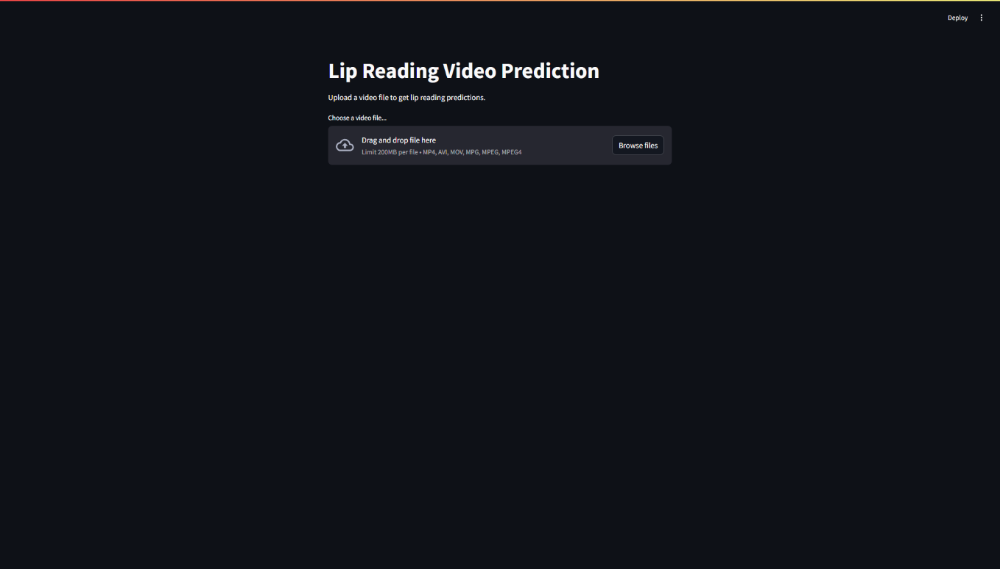 Deploy
Lip Reading Video Prediction
Upload a video file to get lip reading predictions.
Choose a video file...
Drag and drop file here
Limit 200MB per file • MP4, AVI, MOV, MPG, MPEG, MPEG4
Browse files